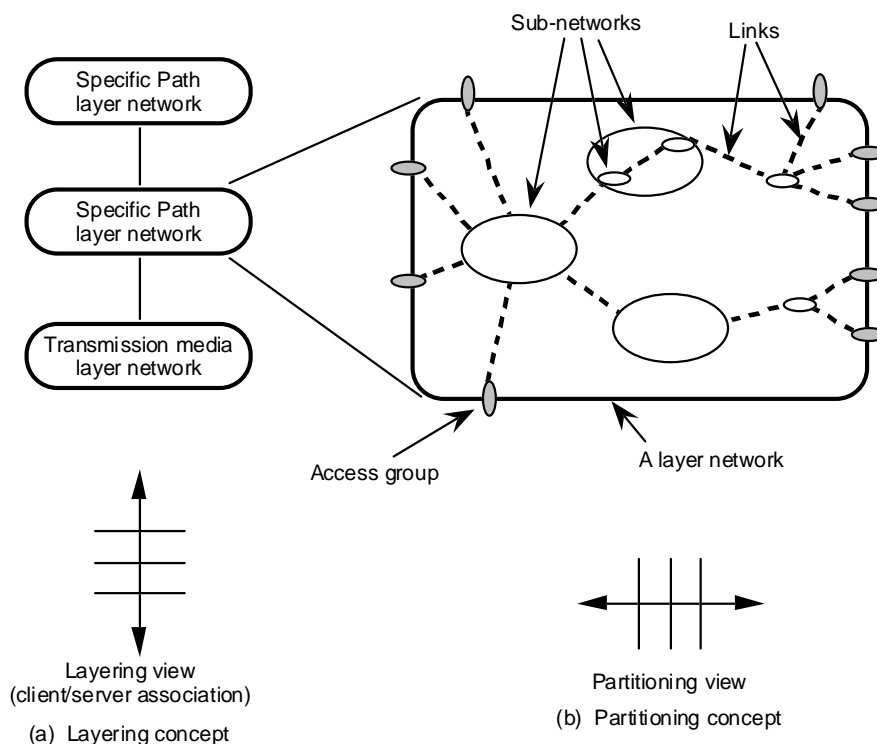 Sub-networks
Links
Specific Path
layer network
Specific Path
layer network
Transmission media
layer network
Access group
A layer network
Layering view
(client/server association)
(a) Layering concept
Partitioning view
(b) Partitioning concept